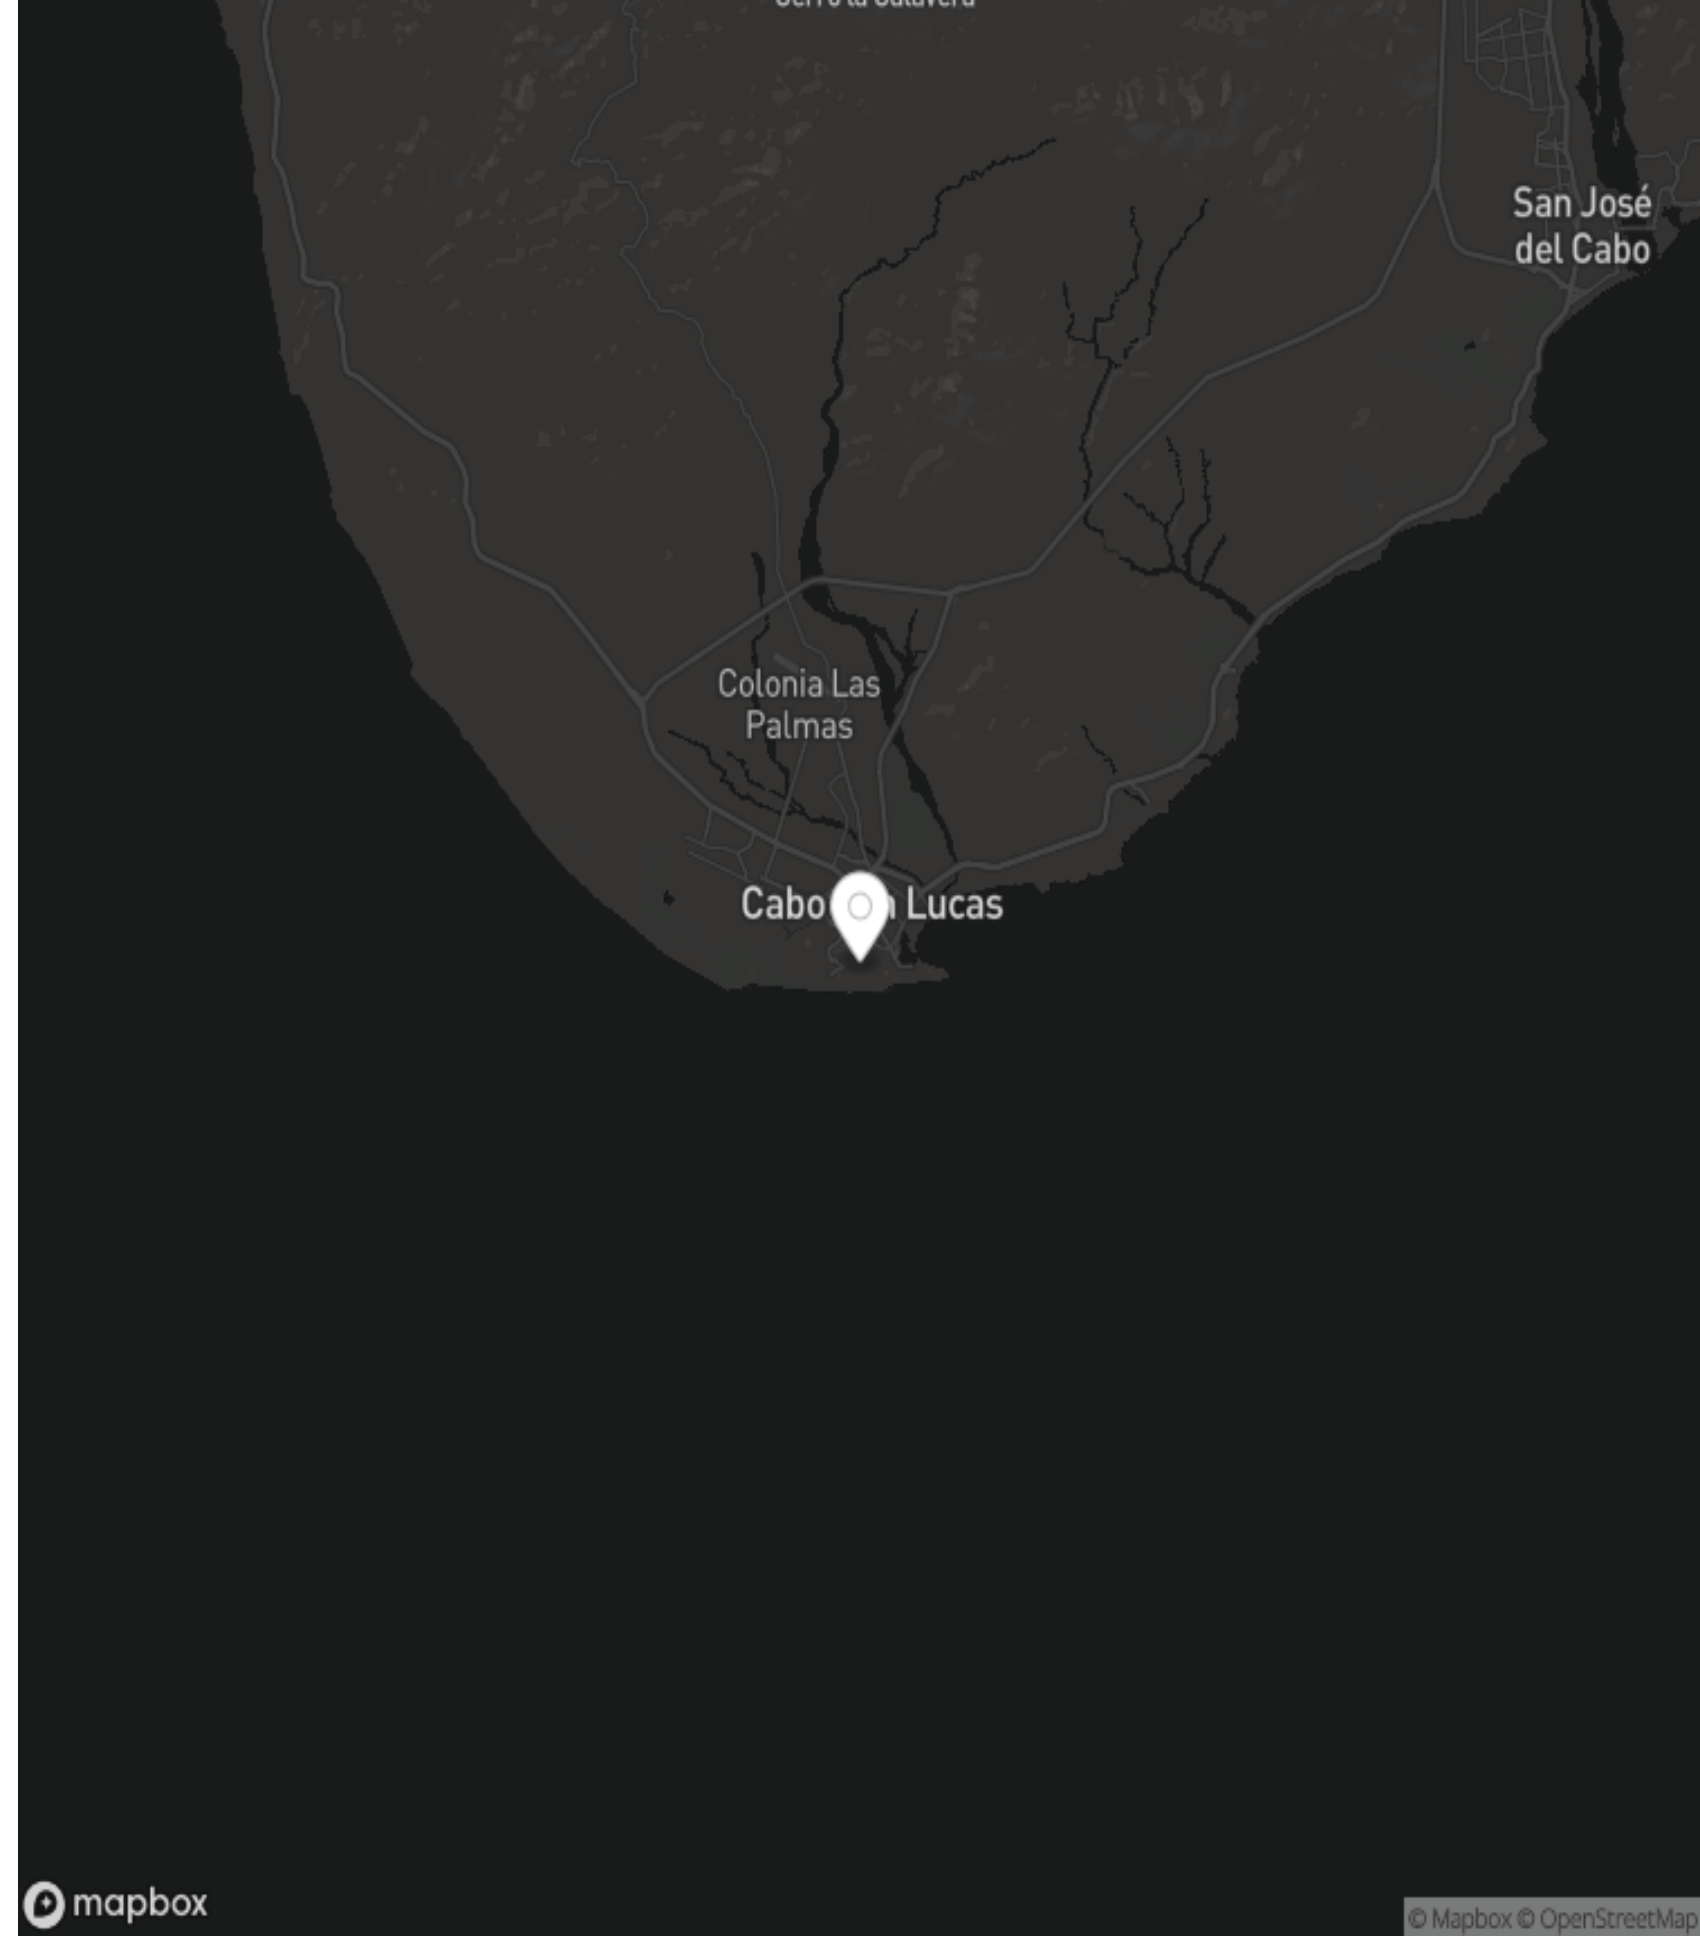 San José
del Cabo
Colonia Las
Palmas
Cabo Lucas
mapbox
© Mapbox © OpenStreetMap